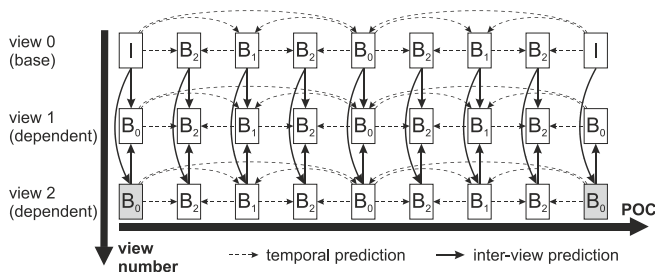 view 0
(base)
I B₂ B₁ B₂ B₀ B₂ B₁ B₂ I
view 1
(dependent)
B₀ B₂ B₁ B₂ B₀ B₂ B₁ B₂ B₀
view 2
(dependent)
B₀ B₂ B₁ B₂ B₀ B₂ B₁ B₂ B₀
POC
view
number
temporal prediction
inter-view prediction